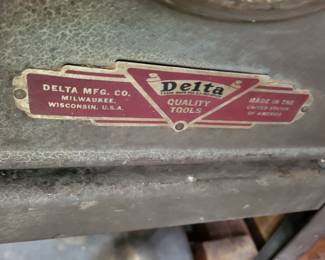 DELTA MFG. CO.
MILWAUKEE,
WISCONSIN, U.S.A.
Delta
QUALITY
TOOLS
MADE IN THE
UNITED STATES
OF AMERICA